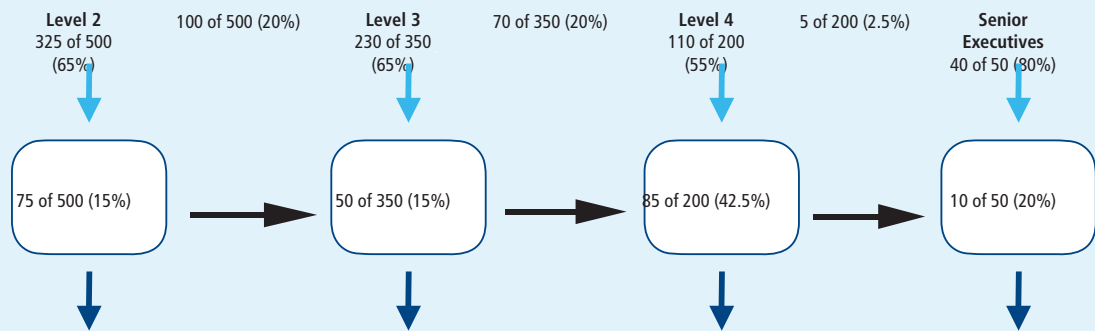 Level 2
325 of 500
(65%)
100 of 500 (20%)
Level 3
230 of 350
(65%)
70 of 350 (20%)
Level 4
110 of 200
(55%)
5 of 200 (2.5%)
Senior
Executives
40 of 50 (80%)
75 of 500 (15%)
50 of 350 (15%)
85 of 200 (42.5%)
10 of 50 (20%)